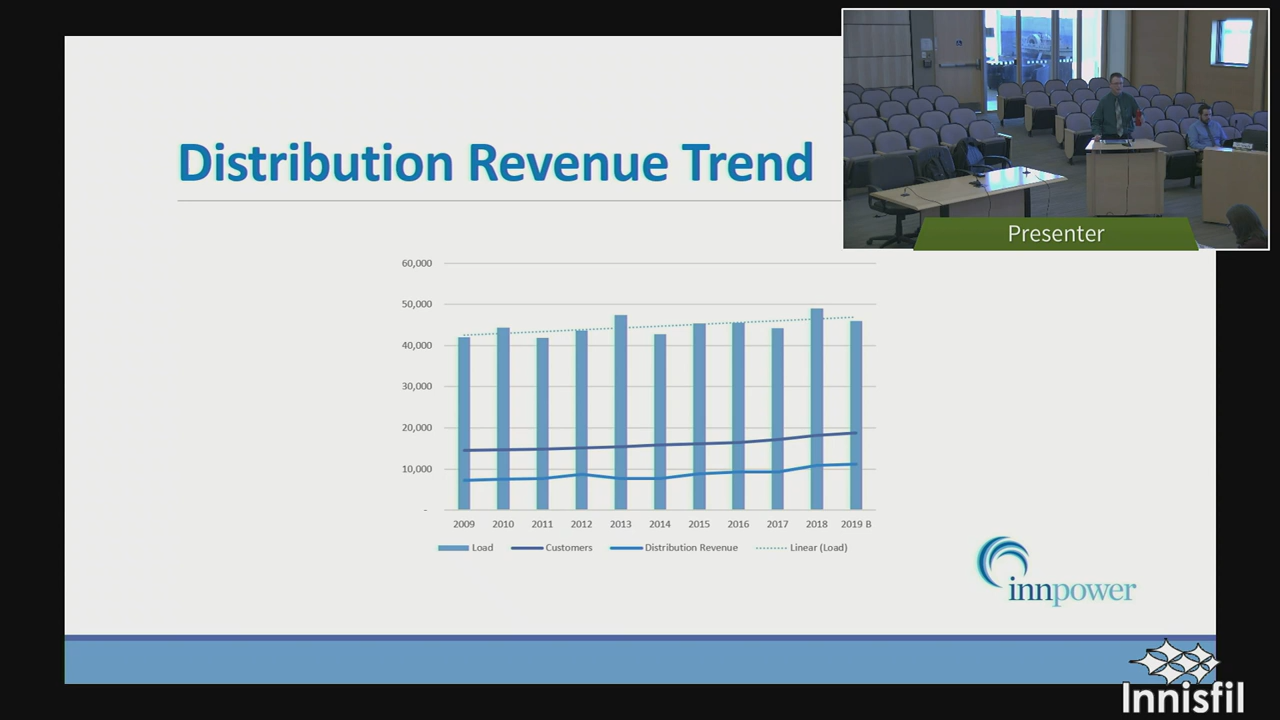 Distribution Revenue Trend
Presenter
60,000
50,000
40,000
30,000
20,000
10,000
-
2009 2010 2011 2012 2013 2014 2015 2016 2017 2018 2019 B
Load Customers Distribution Revenue Linear (Load)
innpower
Innisfil